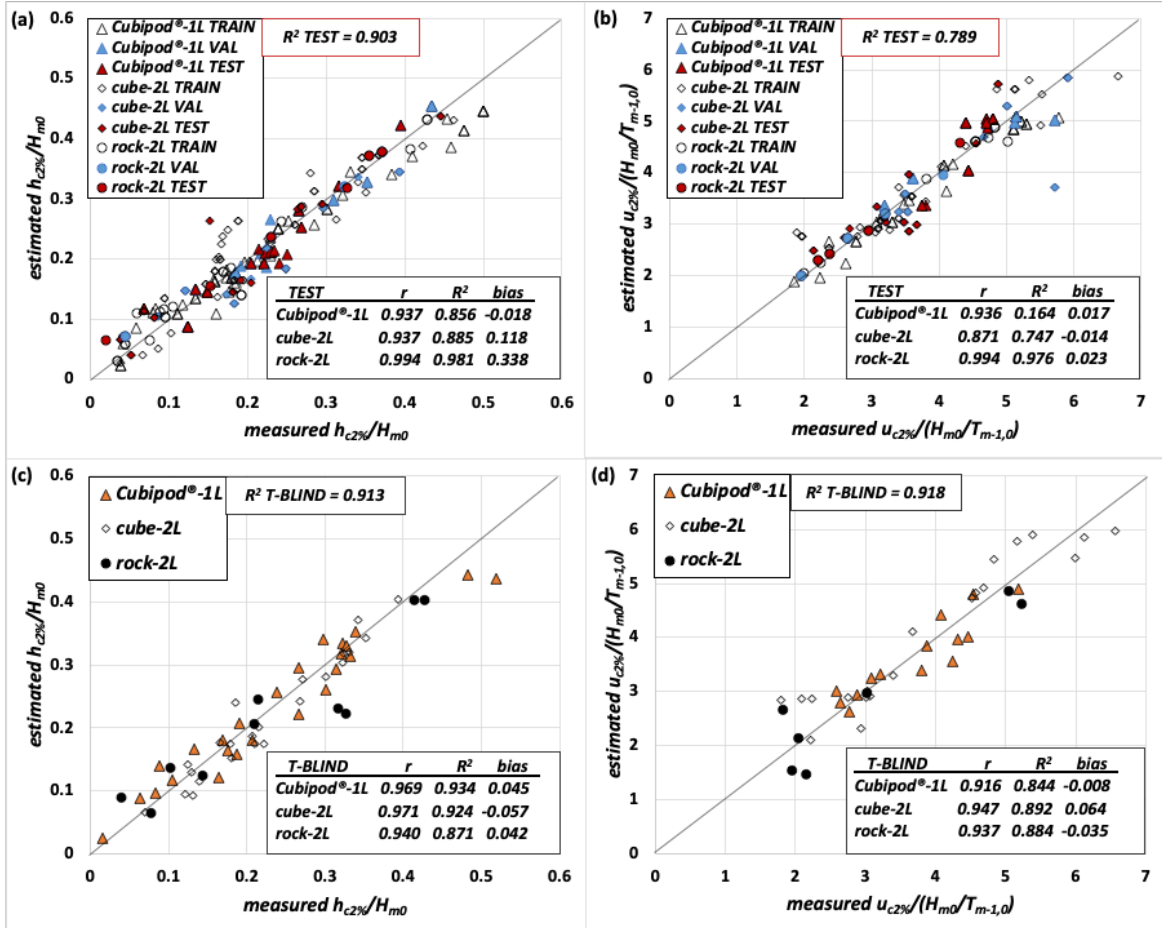 (a)
Cubipod®-1L TRAIN
Cubipod®-1L VAL
Cubipod®-1L TEST
cube-2L TRAIN
cube-2L VAL
cube-2L TEST
rock-2L TRAIN
rock-2L VAL
rock-2L TEST
R² TEST = 0.903
estimated hc2%/Hm0
0.6
0.5
0.4
0.3
0.2
0.1
0
TEST r R² bias
Cubipod®-1L 0.937 0.856 -0.018
cube-2L 0.937 0.885 0.118
rock-2L 0.994 0.981 0.338
0 0.1 0.2 0.3 0.4 0.5 0.6
measured hc2%/Hm0
(b)
Cubipod®-1L TRAIN
Cubipod®-1L VAL
Cubipod®-1L TEST
cube-2L TRAIN
cube-2L VAL
cube-2L TEST
rock-2L TRAIN
rock-2L VAL
rock-2L TEST
R² TEST = 0.789
estimated uc2%/(Hm0/Tm-1,0)
7
6
5
4
3
2
1
0
TEST r R² bias
Cubipod®-1L 0.936 0.164 0.017
cube-2L 0.871 0.747 -0.014
rock-2L 0.994 0.976 0.023
0 1 2 3 4 5 6 7
measured uc2%/(Hm0/Tm-1,0)
(c)
Cubipod®-1L
cube-2L
rock-2L
R² T-BLIND = 0.913
estimated hc2%/Hm0
0.6
0.5
0.4
0.3
0.2
0.1
0
T-BLIND r R² bias
Cubipod®-1L 0.969 0.934 0.045
cube-2L 0.971 0.924 -0.057
rock-2L 0.940 0.871 0.042
0 0.1 0.2 0.3 0.4 0.5 0.6
measured hc2%/Hm0
(d)
Cubipod®-1L
cube-2L
rock-2L
R² T-BLIND = 0.918
estimated uc2%/(Hm0/Tm-1,0)
7
6
5
4
3
2
1
0
T-BLIND r R² bias
Cubipod®-1L 0.916 0.844 -0.008
cube-2L 0.947 0.892 0.064
rock-2L 0.937 0.884 -0.035
0 1 2 3 4 5 6 7
measured uc2%/(Hm0/Tm-1,0)